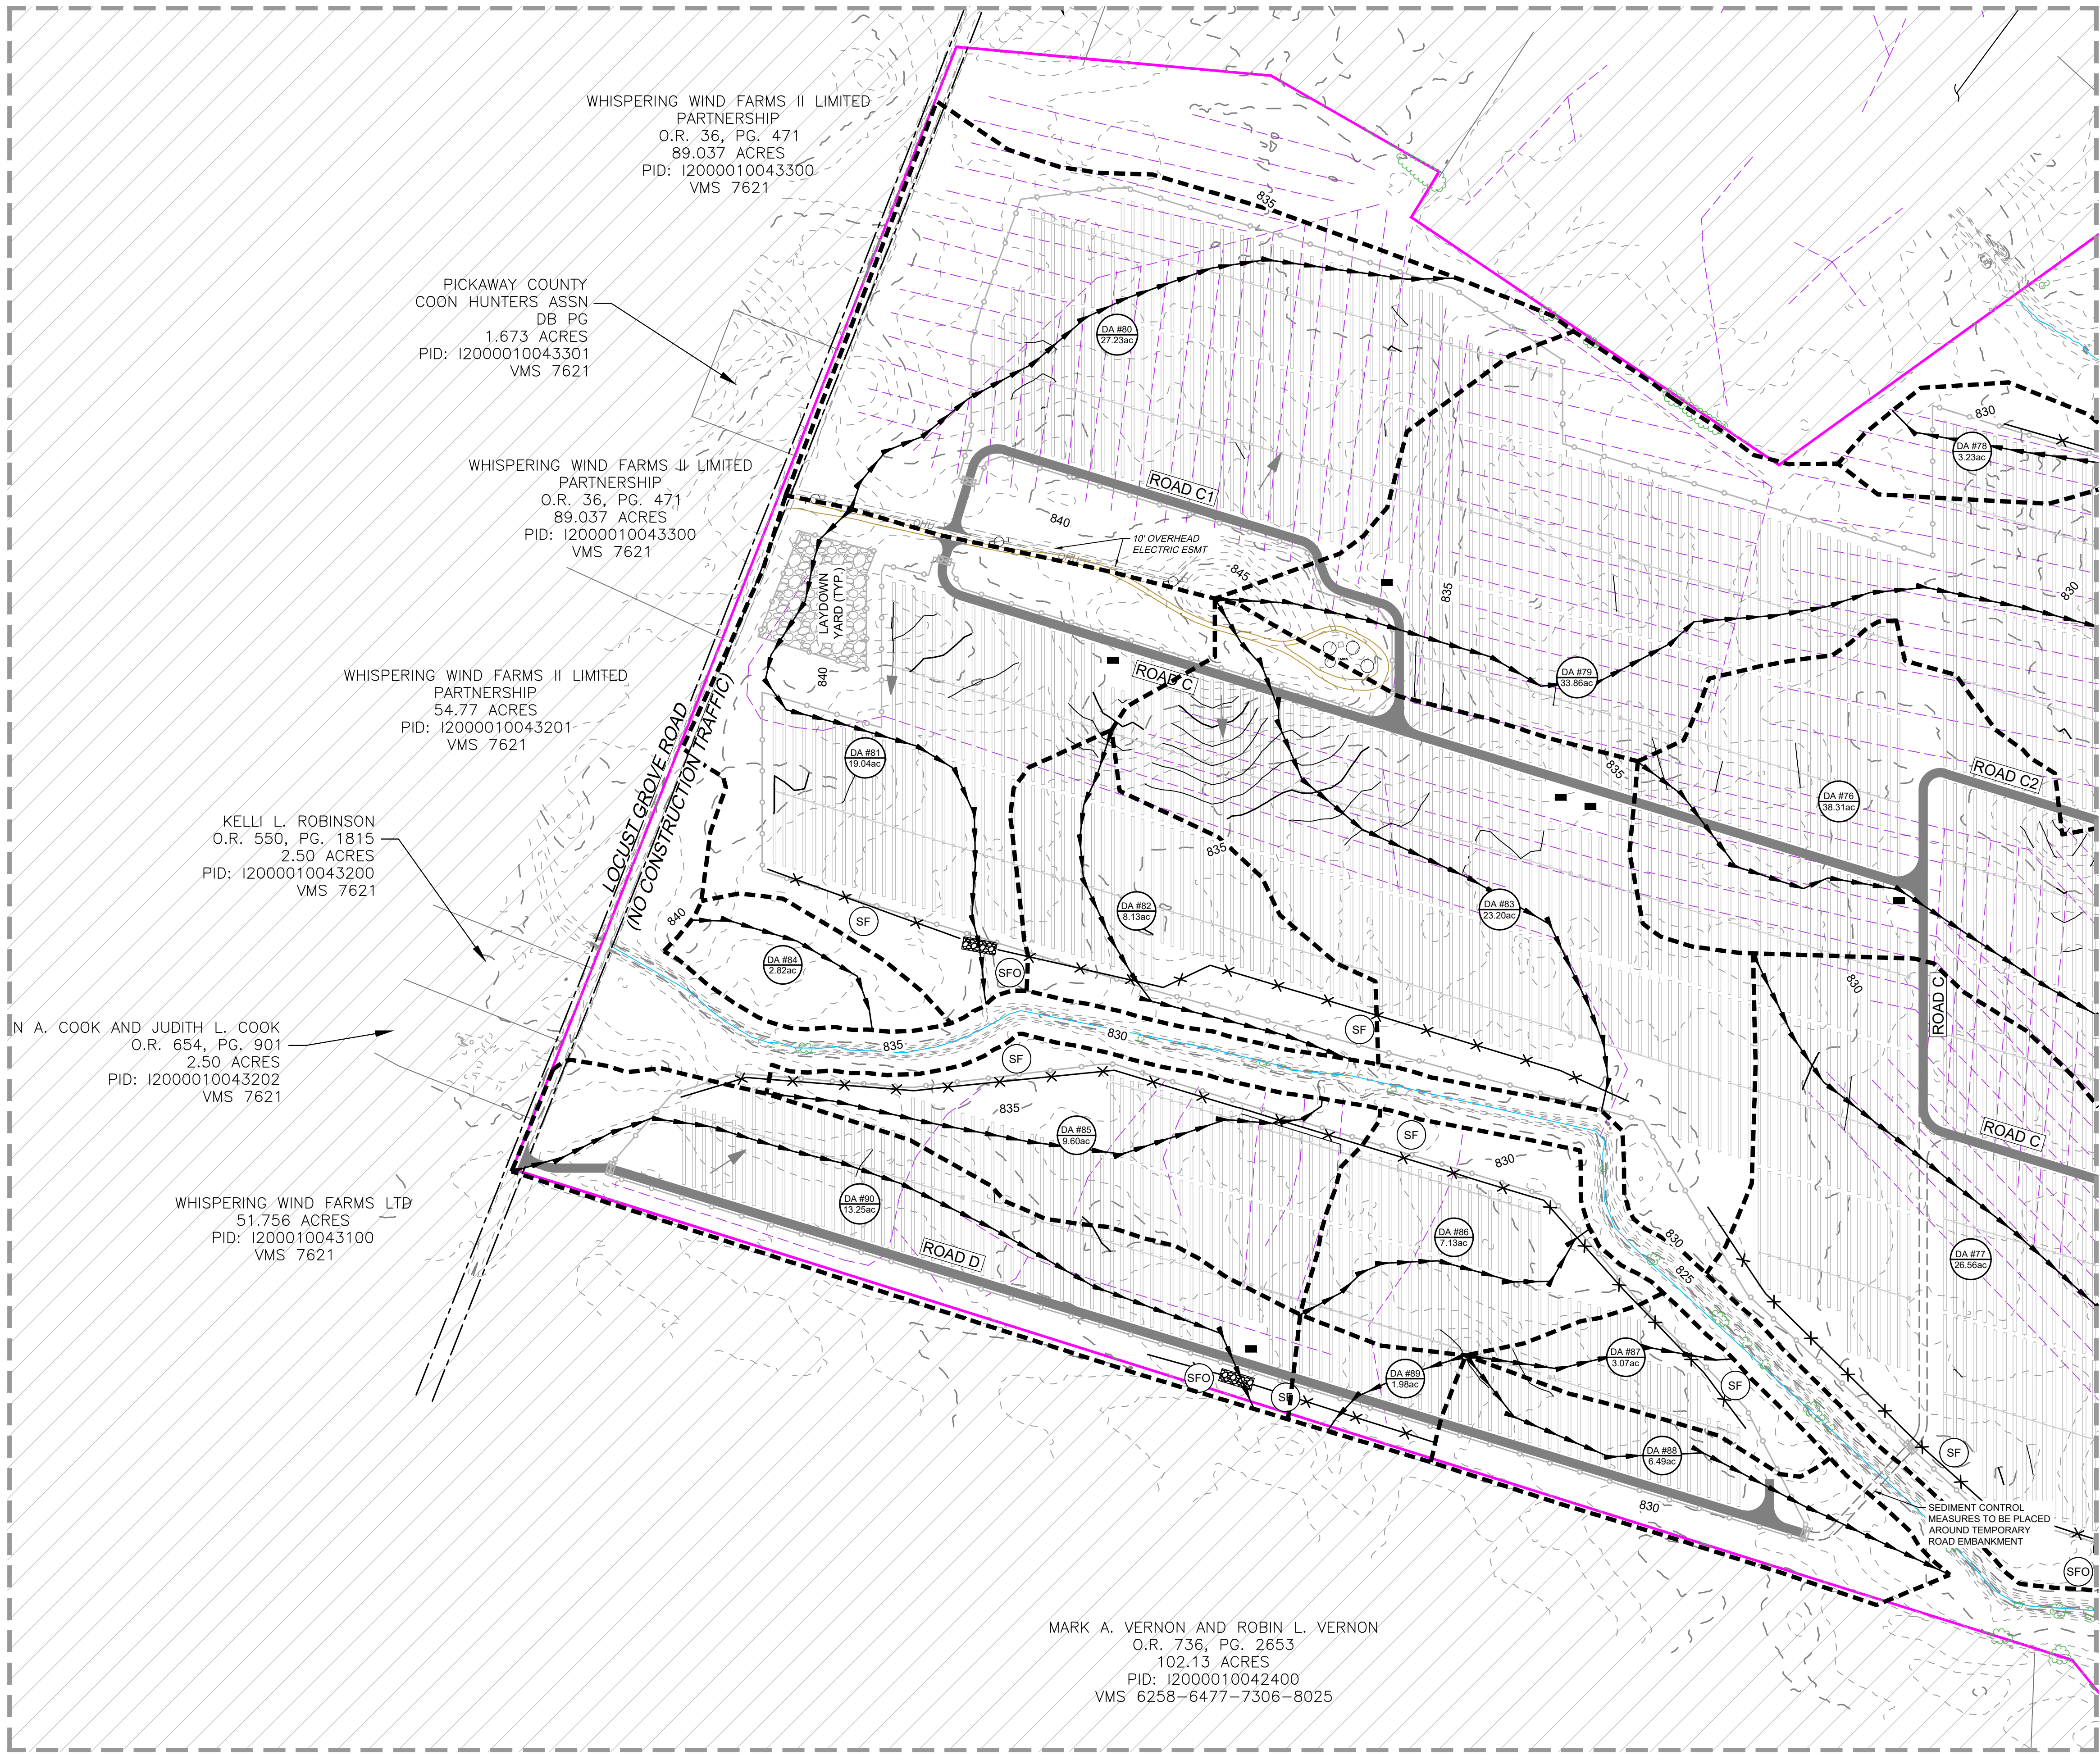 WHISPERING WIND FARMS II LIMITED
PARTNERSHIP
O.R. 36, PG. 471
89.037 ACRES
PID: I2000010043300
VMS 7621
PICKAWAY COUNTY
COON HUNTERS ASSN
DB PG
1.673 ACRES
PID: I2000010043301
VMS 7621
WHISPERING WIND FARMS II LIMITED
PARTNERSHIP
O.R. 36, PG. 471
89.037 ACRES
PID: I2000010043300
VMS 7621
WHISPERING WIND FARMS II LIMITED
PARTNERSHIP
54.77 ACRES
PID: I2000010043201
VMS 7621
KELLI L. ROBINSON
O.R. 550, PG. 1815
2.50 ACRES
PID: I2000010043200
VMS 7621
N A. COOK AND JUDITH L. COOK
O.R. 654, PG. 901
2.50 ACRES
PID: I2000010043202
VMS 7621
WHISPERING WIND FARMS LTD
51.756 ACRES
PID: I200010043100
VMS 7621
MARK A. VERNON AND ROBIN L. VERNON
O.R. 736, PG. 2653
102.13 ACRES
PID: I2000010042400
VMS 6258-6477-7306-8025
LOCUST GROVE ROAD
(NO CONSTRUCTION TRAFFIC)
835
DA #80
27.23ac
830
DA #78
3.23ac
ROAD C1
840
OHU
OHU
10' OVERHEAD
ELECTRIC ESMT
845
835
830
LAYDOWN
YARD (TYP.)
840
ROAD C
DA #79
33.86ac
DA #81
19.04ac
835
ROAD C2
DA #76
38.31ac
835
DA #82
8.13ac
DA #83
23.20ac
840
SF
DA #84
2.82ac
SFO
830
ROAD C
SF
830
835
SF
835
DA #85
9.60ac
SF
830
ROAD C
DA #90
13.25ac
ROAD D
DA #86
7.13ac
830
825
DA #77
26.56ac
DA #87
3.07ac
DA #89
1.98ac
SFO
SF
SF
DA #88
6.49ac
SF
830
SEDIMENT CONTROL
MEASURES TO BE PLACED
AROUND TEMPORARY
ROAD EMBANKMENT
SFO